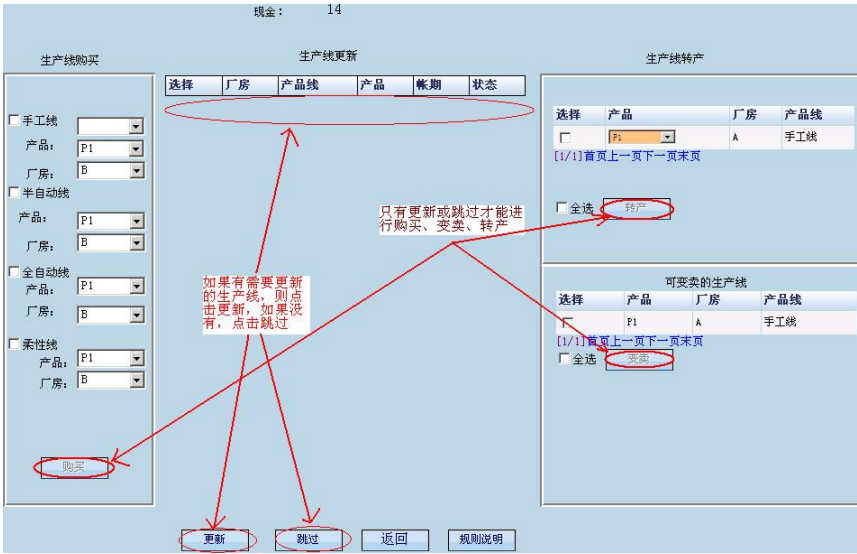 现金： 14
生产线购买
手工线
产品： P1
厂房： B
半自动线
产品： P1
厂房： B
全自动线
产品： P1
厂房： B
柔性线
产品： P1
厂房： B
购买
生产线更新
选择 厂房 产品线 产品 帐期 状态
如果有需要更新
的生产线，则点
击更新，如果没
有，点击跳过
只有更新或跳过才能进
行购买、变卖、转产
更新 跳过 返回 规则说明
生产线转产
选择 产品 厂房 产品线
P1 A 手工线
[1/1]首页上一页下一页末页
全选 转产
可变卖的生产线
选择 产品 厂房 产品线
P1 A 手工线
[1/1]首页上一页下一页末页
全选 变卖